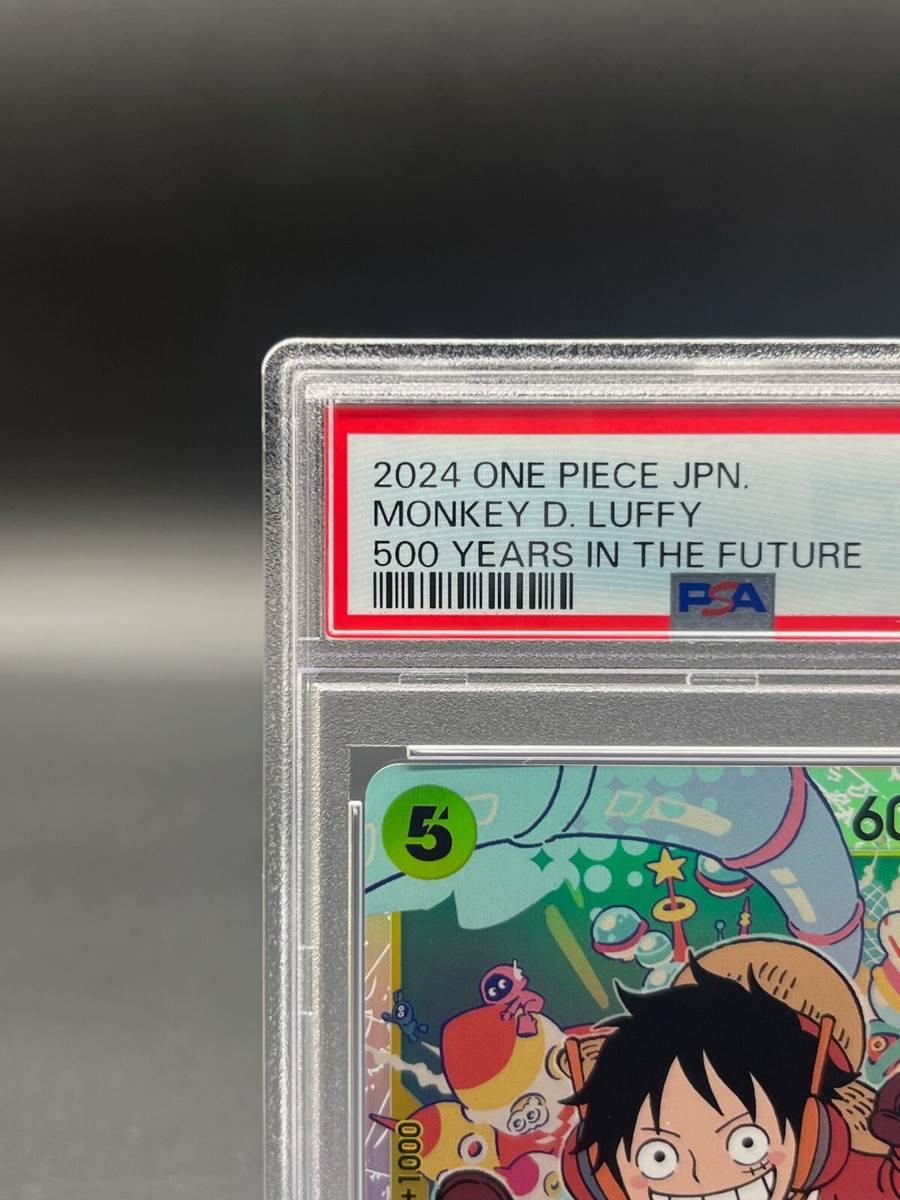 2024 ONE PIECE JPN.
MONKEY D. LUFFY
500 YEARS IN THE FUTURE
PSA
5
60
+1000